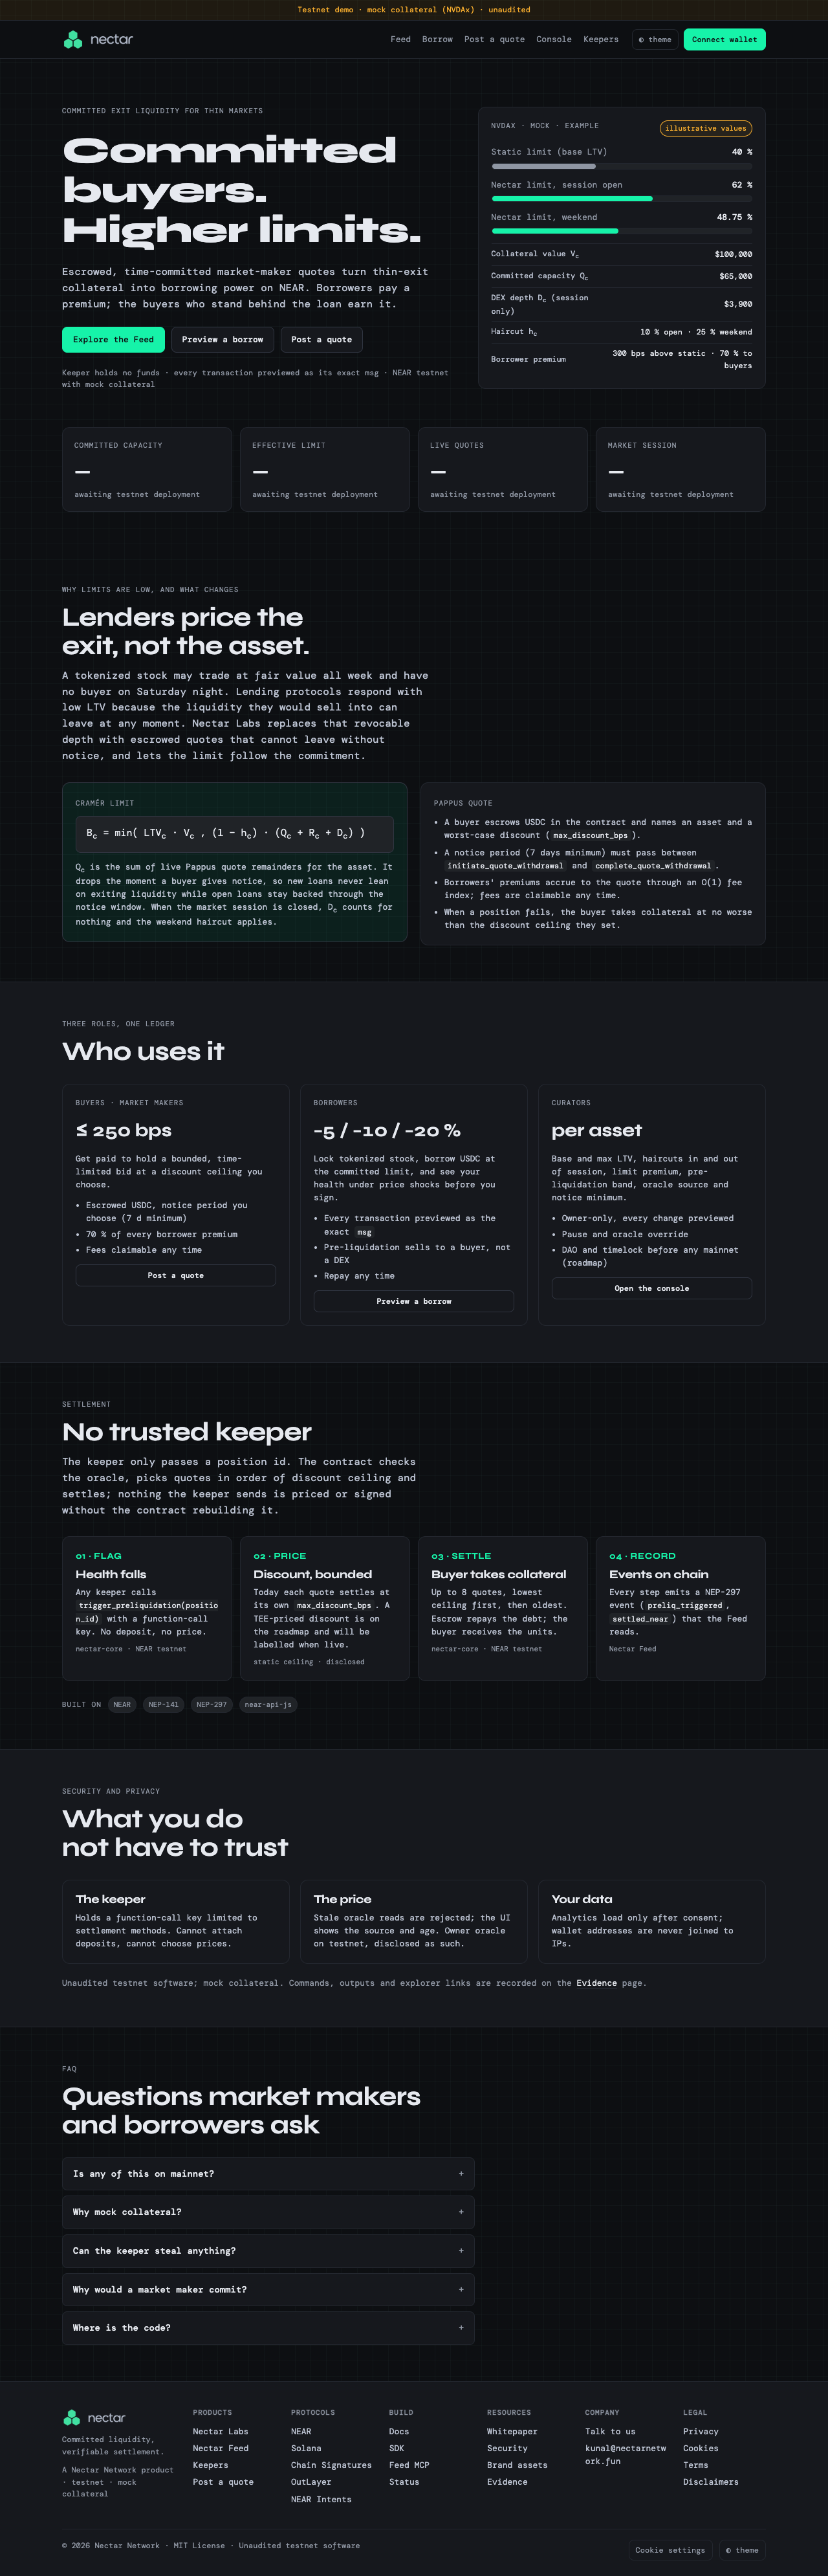 Testnet demo · mock collateral (NVDAx) · unaudited
nectar
Feed Borrow Post a quote Console Keepers ◐ theme Connect wallet
COMMITTED EXIT LIQUIDITY FOR THIN MARKETS
Committed
buyers.
Higher limits.
Escrowed, time-committed market-maker quotes turn thin-exit
collateral into borrowing power on NEAR. Borrowers pay a
premium; the buyers who stand behind the loan earn it.
Explore the Feed Preview a borrow Post a quote
Keeper holds no funds · every transaction previewed as its exact msg · NEAR testnet
with mock collateral
NVDAX · MOCK · EXAMPLE illustrative values
Static limit (base LTV) 40 %
Nectar limit, session open 62 %
Nectar limit, weekend 48.75 %
Collateral value Vc $100,000
Committed capacity Qc $65,000
DEX depth Dc (session
only) $3,900
Haircut hc 10 % open · 25 % weekend
Borrower premium 300 bps above static · 70 % to
buyers
COMMITTED CAPACITY
—
awaiting testnet deployment
EFFECTIVE LIMIT
—
awaiting testnet deployment
LIVE QUOTES
—
awaiting testnet deployment
MARKET SESSION
—
awaiting testnet deployment
WHY LIMITS ARE LOW, AND WHAT CHANGES
Lenders price the
exit, not the asset.
A tokenized stock may trade at fair value all week and have
no buyer on Saturday night. Lending protocols respond with
low LTV because the liquidity they would sell into can
leave at any moment. Nectar Labs replaces that revocable
depth with escrowed quotes that cannot leave without
notice, and lets the limit follow the commitment.
CRAMÉR LIMIT
Bc = min( LTVc · Vc , (1 − hc) · (Qc + Rc + Dc) )
Qc is the sum of live Pappus quote remainders for the asset. It
drops the moment a buyer gives notice, so new loans never lean
on exiting liquidity while open loans stay backed through the
notice window. When the market session is closed, Dc counts for
nothing and the weekend haircut applies.
PAPPUS QUOTE
• A buyer escrows USDC in the contract and names an asset and a
worst-case discount ( max_discount_bps ).
• A notice period (7 days minimum) must pass between
initiate_quote_withdrawal and complete_quote_withdrawal .
• Borrowers' premiums accrue to the quote through an O(1) fee
index; fees are claimable any time.
• When a position fails, the buyer takes collateral at no worse
than the discount ceiling they set.
THREE ROLES, ONE LEDGER
Who uses it
BUYERS · MARKET MAKERS
≤ 250 bps
Get paid to hold a bounded, time-
limited bid at a discount ceiling you
choose.
• Escrowed USDC, notice period you
choose (7 d minimum)
• 70 % of every borrower premium
• Fees claimable any time
Post a quote
BORROWERS
-5 / -10 / -20 %
Lock tokenized stock, borrow USDC at
the committed limit, and see your
health under price shocks before you
sign.
• Every transaction previewed as the
exact msg
• Pre-liquidation sells to a buyer, not
a DEX
• Repay any time
Preview a borrow
CURATORS
per asset
Base and max LTV, haircuts in and out
of session, limit premium, pre-
liquidation band, oracle source and
notice minimum.
• Owner-only, every change previewed
• Pause and oracle override
• DAO and timelock before any mainnet
(roadmap)
Open the console
SETTLEMENT
No trusted keeper
The keeper only passes a position id. The contract checks
the oracle, picks quotes in order of discount ceiling and
settles; nothing the keeper sends is priced or signed
without the contract rebuilding it.
01 · FLAG
Health falls
Any keeper calls
trigger_preliquidation(positio
n_id) with a function-call
key. No deposit, no price.
nectar-core · NEAR testnet
02 · PRICE
Discount, bounded
Today each quote settles at
its own max_discount_bps . A
TEE-priced discount is on
the roadmap and will be
labelled when live.
static ceiling · disclosed
03 · SETTLE
Buyer takes collateral
Up to 8 quotes, lowest
ceiling first, then oldest.
Escrow repays the debt; the
buyer receives the units.
nectar-core · NEAR testnet
04 · RECORD
Events on chain
Every step emits a NEP-297
event ( preliq_triggered ,
settled_near ) that the Feed
reads.
Nectar Feed
BUILT ON NEAR NEP-141 NEP-297 near-api-js
SECURITY AND PRIVACY
What you do
not have to trust
The keeper
Holds a function-call key limited to
settlement methods. Cannot attach
deposits, cannot choose prices.
The price
Stale oracle reads are rejected; the UI
shows the source and age. Owner oracle
on testnet, disclosed as such.
Your data
Analytics load only after consent;
wallet addresses are never joined to
IPs.
Unaudited testnet software; mock collateral. Commands, outputs and explorer links are recorded on the Evidence page.
FAQ
Questions market makers
and borrowers ask
Is any of this on mainnet? +
Why mock collateral? +
Can the keeper steal anything? +
Why would a market maker commit? +
Where is the code? +
nectar
Committed liquidity,
verifiable settlement.
A Nectar Network product
· testnet · mock
collateral
PRODUCTS
Nectar Labs
Nectar Feed
Keepers
Post a quote
PROTOCOLS
NEAR
Solana
Chain Signatures
OutLayer
NEAR Intents
BUILD
Docs
SDK
Feed MCP
Status
RESOURCES
Whitepaper
Security
Brand assets
Evidence
COMPANY
Talk to us
kunal@nectarnetw
ork.fun
LEGAL
Privacy
Cookies
Terms
Disclaimers
© 2026 Nectar Network · MIT License · Unaudited testnet software
Cookie settings ◐ theme